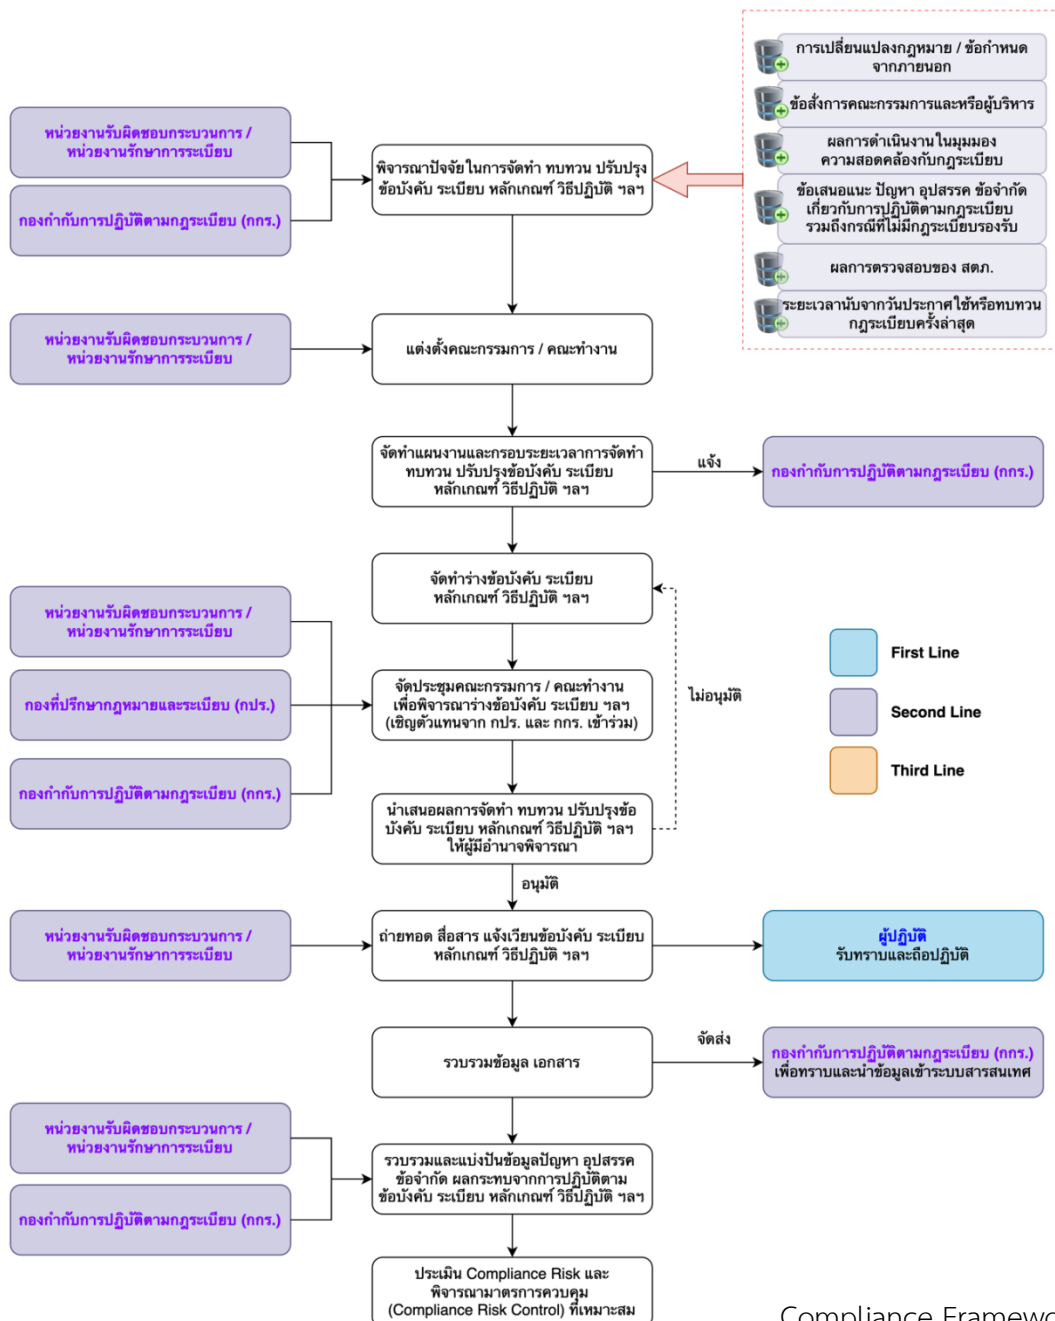 การเปลี่ยนแปลงกฎหมาย / ข้อกำหนด
จากภายนอก
ข้อสั่งการคณะกรรมการและหรือผู้บริหาร
ผลการดำเนินงานในมุมมอง
ความสอดคล้องกับกฎระเบียบ
ข้อเสนอแนะ ปัญหา อุปสรรค ข้อจำกัด
เกี่ยวกับการปฏิบัติตามกฎระเบียบ
รวมถึงกรณีที่ไม่มีกฎระเบียบรองรับ
ผลการตรวจสอบของ สตภ.
ระยะเวลานับจากวันประกาศใช้หรือทบทวน
กฎระเบียบครั้งล่าสุด
หน่วยงานรับผิดชอบกระบวนการ /
หน่วยงานรักษาการระเบียบ
กองกำกับการปฏิบัติตามกฎระเบียบ (กกร.)
พิจารณาปัจจัยในการจัดทำ ทบทวน ปรับปรุง
ข้อบังคับ ระเบียบ หลักเกณฑ์ วิธีปฏิบัติ ฯลฯ
หน่วยงานรับผิดชอบกระบวนการ /
หน่วยงานรักษาการระเบียบ
แต่งตั้งคณะกรรมการ / คณะทำงาน
จัดทำแผนงานและกรอบระยะเวลาการจัดทำ
ทบทวน ปรับปรุงข้อบังคับ ระเบียบ
หลักเกณฑ์ วิธีปฏิบัติ ฯลฯ
แจ้ง
กองกำกับการปฏิบัติตามกฎระเบียบ (กกร.)
จัดทำร่างข้อบังคับ ระเบียบ
หลักเกณฑ์ วิธีปฏิบัติ ฯลฯ
หน่วยงานรับผิดชอบกระบวนการ /
หน่วยงานรักษาการระเบียบ
กองที่ปรึกษากฎหมายและระเบียบ (กปร.)
กองกำกับการปฏิบัติตามกฎระเบียบ (กกร.)
จัดประชุมคณะกรรมการ / คณะทำงาน
เพื่อพิจารณาร่างข้อบังคับ ระเบียบ ฯลฯ
(เชิญตัวแทนจาก กปร. และ กกร. เข้าร่วม)
ไม่อนุมัติ
First Line
Second Line
Third Line
นำเสนอผลการจัดทำ ทบทวน ปรับปรุงข้อ
บังคับ ระเบียบ หลักเกณฑ์ วิธีปฏิบัติ ฯลฯ
ให้ผู้มีอำนาจพิจารณา
อนุมัติ
หน่วยงานรับผิดชอบกระบวนการ /
หน่วยงานรักษาการระเบียบ
ถ่ายทอด สื่อสาร แจ้งเวียนข้อบังคับ ระเบียบ
หลักเกณฑ์ วิธีปฏิบัติ ฯลฯ
ผู้ปฏิบัติ
รับทราบและถือปฏิบัติ
รวบรวมข้อมูล เอกสาร
จัดส่ง
กองกำกับการปฏิบัติตามกฎระเบียบ (กกร.)
เพื่อทราบและนำข้อมูลเข้าระบบสารสนเทศ
หน่วยงานรับผิดชอบกระบวนการ /
หน่วยงานรักษาการระเบียบ
กองกำกับการปฏิบัติตามกฎระเบียบ (กกร.)
รวบรวมและแบ่งปันข้อมูลปัญหา อุปสรรค
ข้อจำกัด ผลกระทบจากการปฏิบัติตาม
ข้อบังคับ ระเบียบ หลักเกณฑ์ วิธีปฏิบัติ ฯลฯ
ประเมิน Compliance Risk และ
พิจารณามาตรการควบคุม
(Compliance Risk Control) ที่เหมาะสม
Compliance